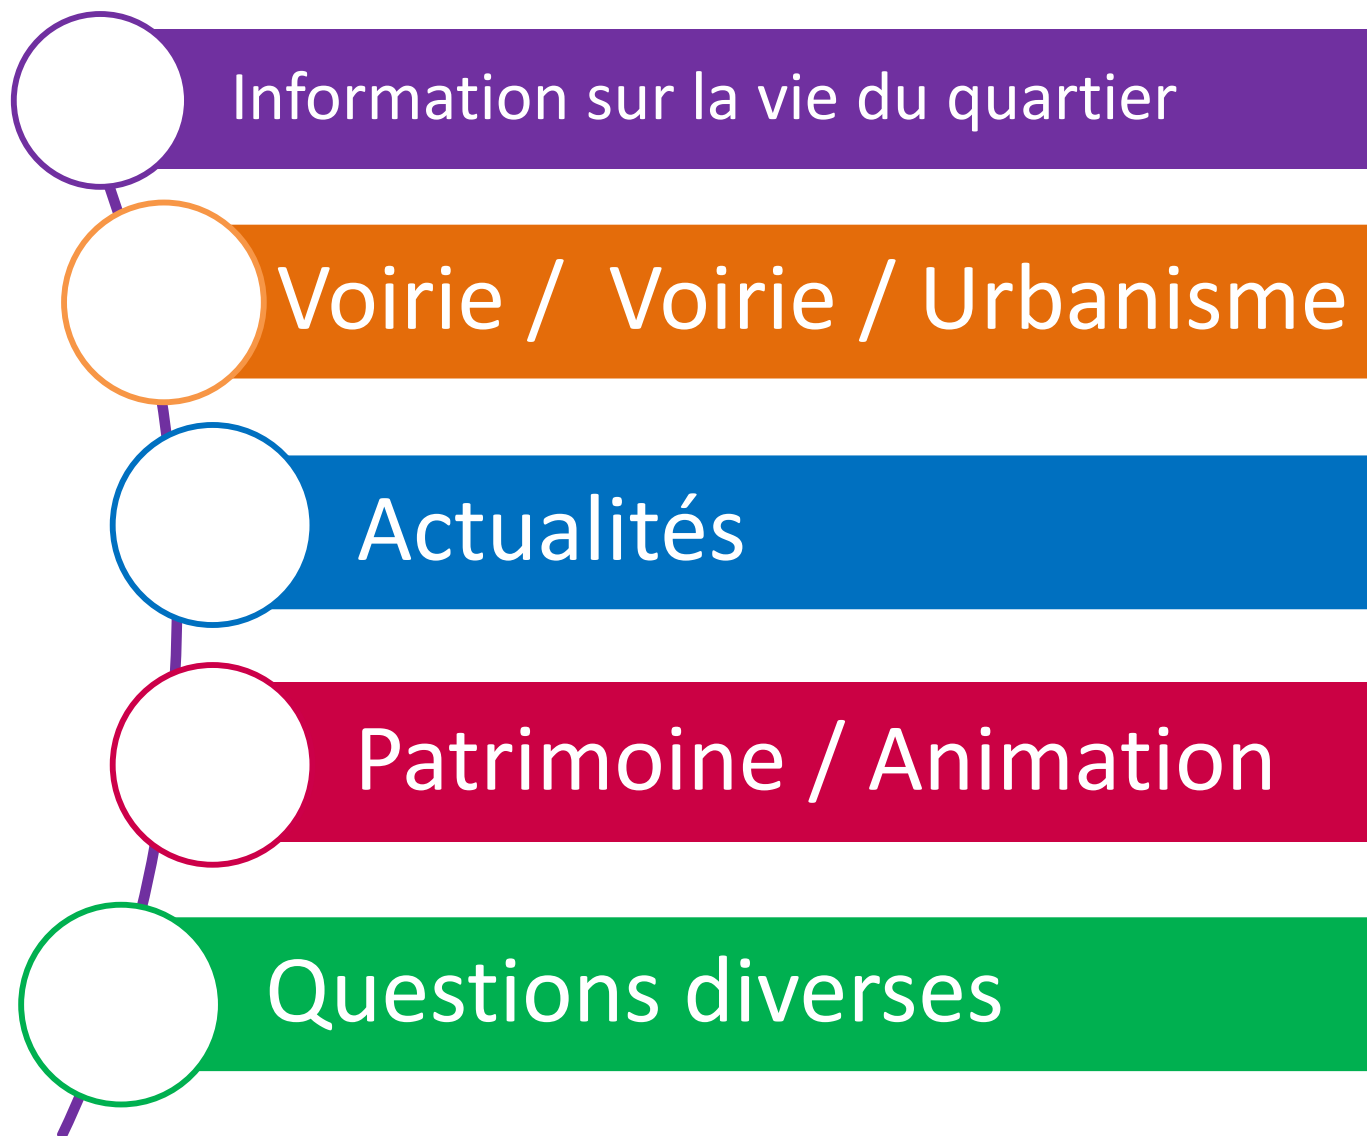 Information sur la vie du quartier
Voirie /  Voirie / Urbanisme
Actualités
Patrimoine / Animation
Questions diverses